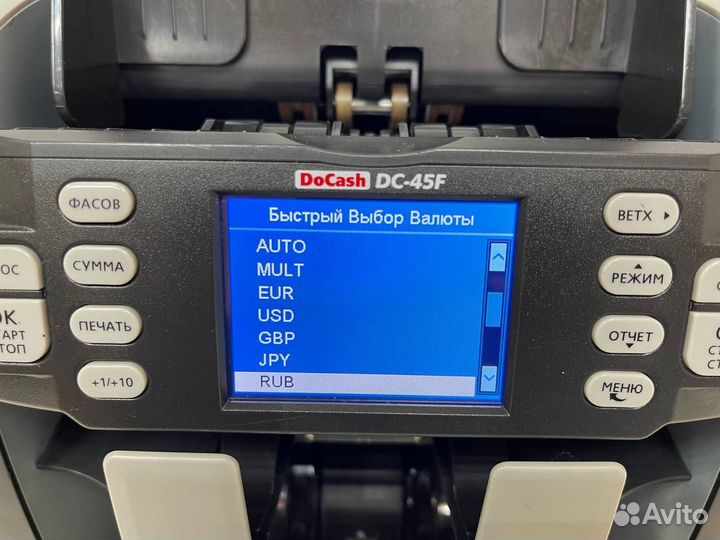 DoCash DC-45F
ФАСОВ
СУММА
ПЕЧАТЬ
+1/+10
Быстрый Выбор Валюты
AUTO
MULT
EUR
USD
GBP
JPY
RUB
ВЕТХ
РЕЖИМ
ОТЧЕТ
МЕНЮ
Avito